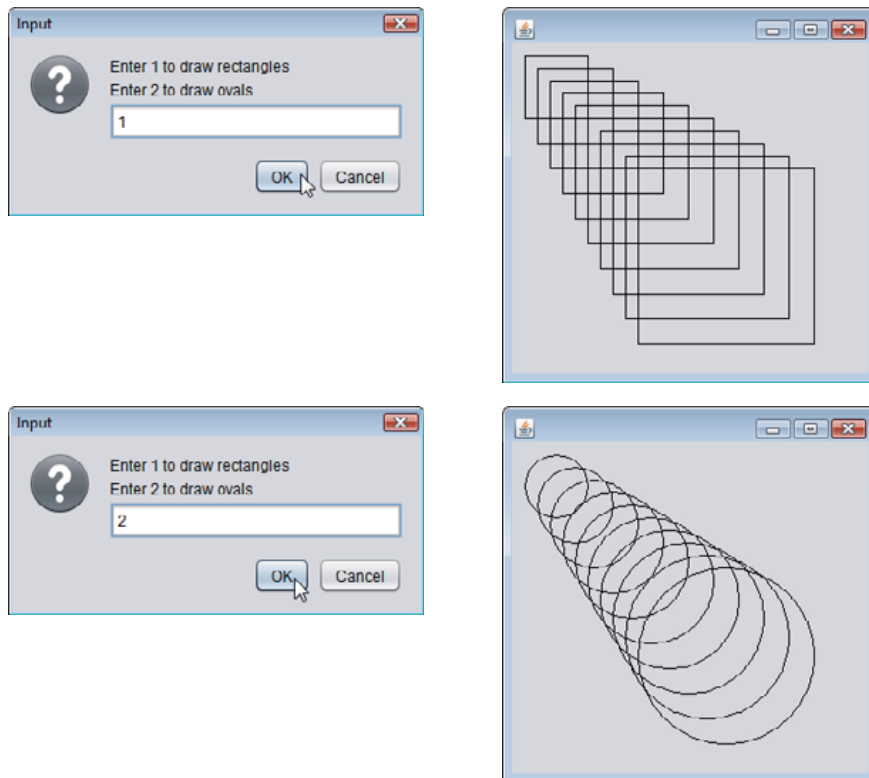 Input
Enter 1 to draw rectangles
Enter 2 to draw ovals
1
OK
Cancel
Input
Enter 1 to draw rectangles
Enter 2 to draw ovals
2
OK
Cancel